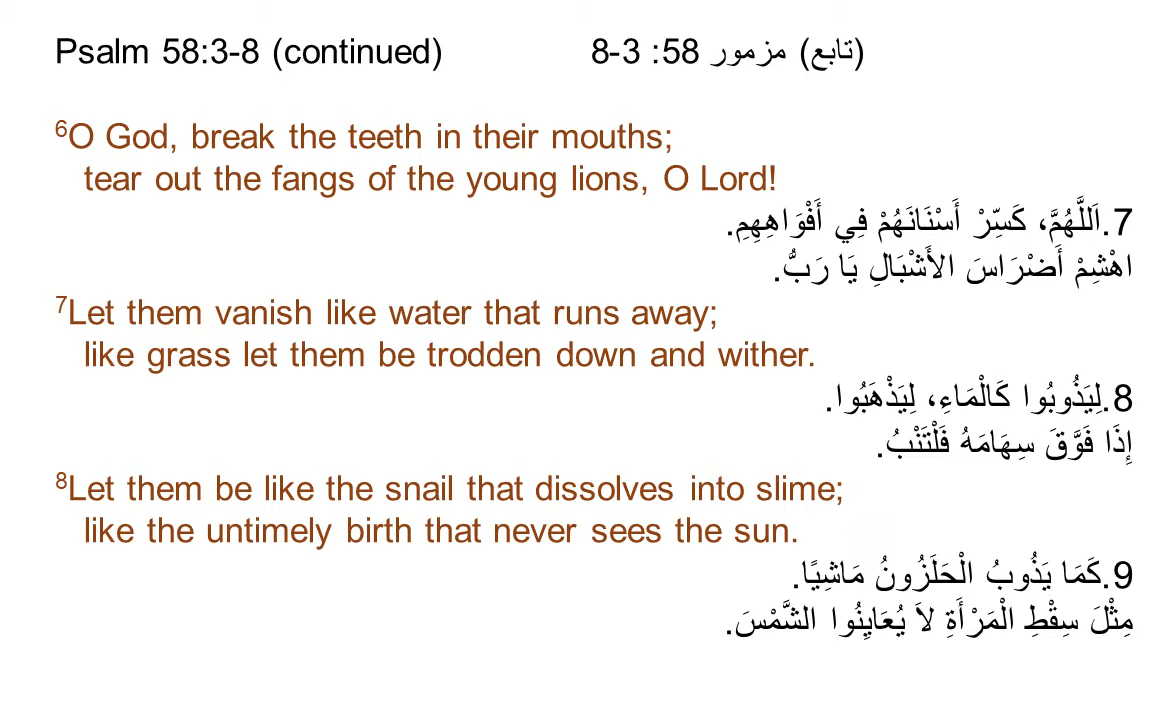 Psalm 58:3-8 (continued) (تابع) مزمور 58: 3-8
6O God, break the teeth in their mouths;
tear out the fangs of the young lions, O Lord!
7.اَللَّهُمَّ، كَسِّرْ أَسْنَانَهُمْ فِي أَفْوَاهِهِمِ.
اهْشِمْ أَضْرَاسَ الأَشْبَالِ يَا رَبُّ.
7Let them vanish like water that runs away;
like grass let them be trodden down and wither.
8.لِيَذُوبُوا كَالْمَاءِ، لِيَذْهَبُوا.
إِذَا فَوَّقَ سِهَامَهُ فَلْتَنْبُ.
8Let them be like the snail that dissolves into slime;
like the untimely birth that never sees the sun.
9.كَمَا يَذُوبُ الْحَلَزُونُ مَاشِيًا.
مِثْلَ سِقْطِ الْمَرْأَةِ لاَ يُعَايِنُوا الشَّمْسَ.